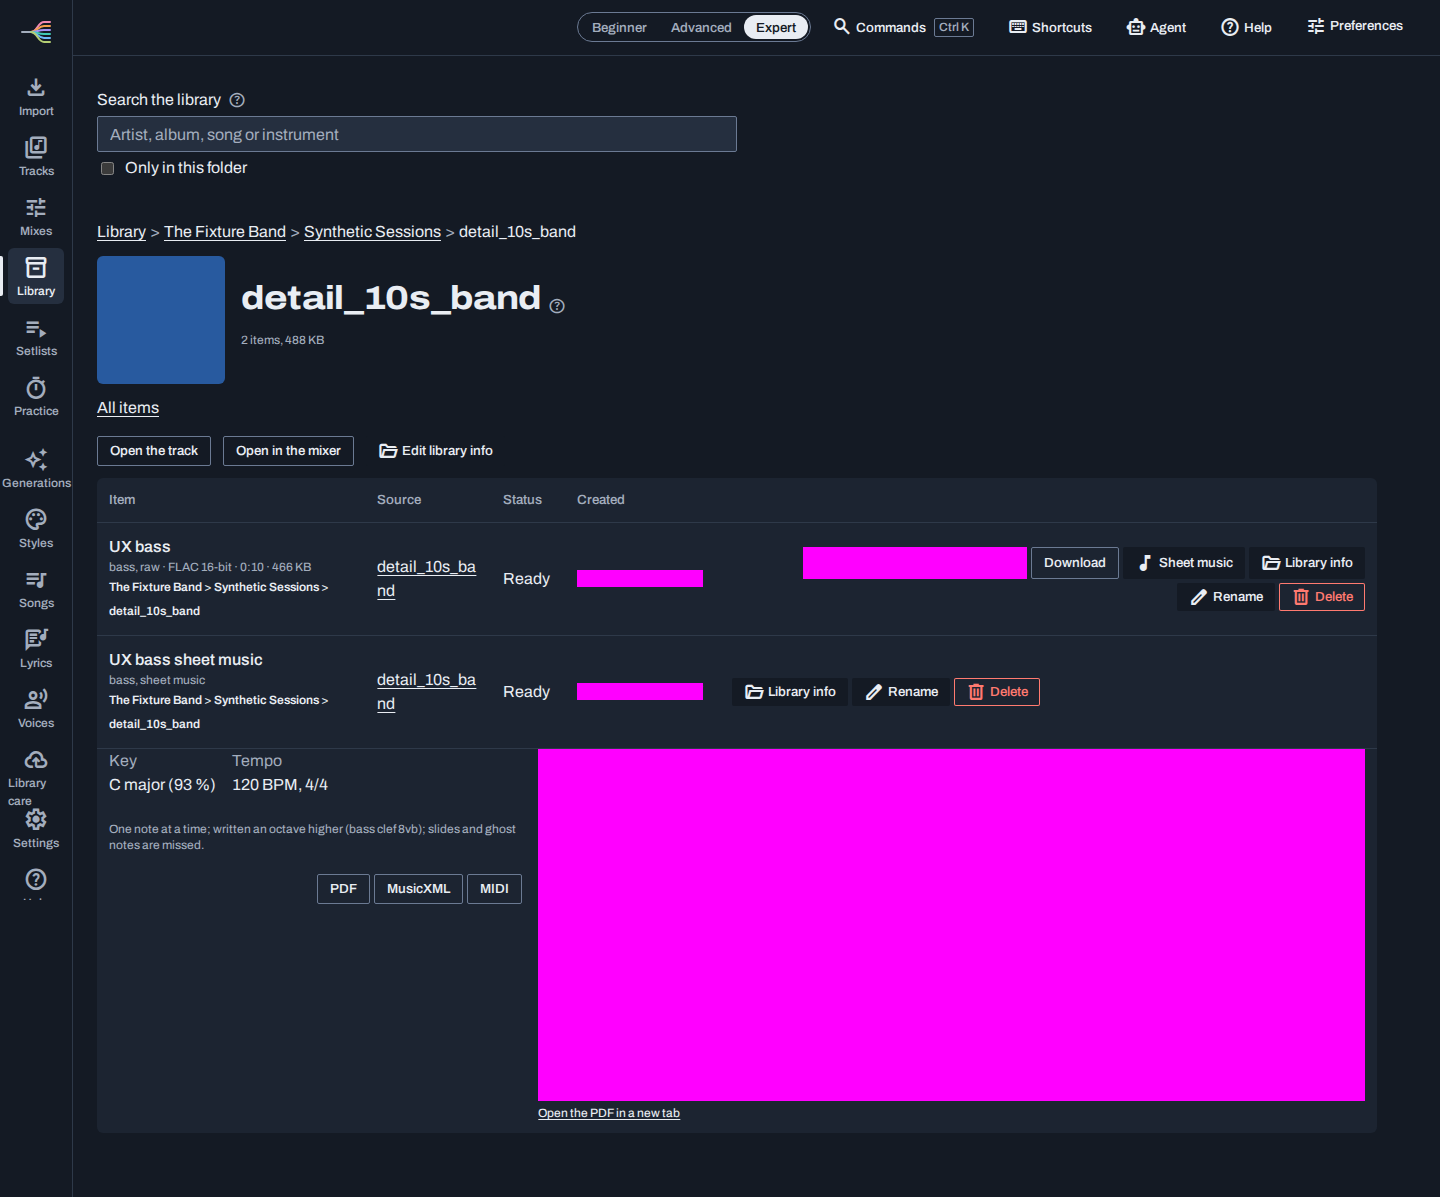 Beginner Advanced Expert Commands Ctrl K Shortcuts Agent Help Preferences
Import
Tracks
Mixes
Library
Setlists
Practice
Generations
Styles
Songs
Lyrics
Voices
Library care
Settings
Search the library
Artist, album, song or instrument
Only in this folder
Library > The Fixture Band > Synthetic Sessions > detail_10s_band
detail_10s_band
2 items, 488 KB
All items
Open the track Open in the mixer Edit library info
Item Source Status Created
UX bass
bass, raw · FLAC 16-bit · 0:10 · 466 KB
The Fixture Band > Synthetic Sessions >
detail_10s_band
detail_10s_ba
nd
Ready
Download Sheet music Library info
Rename Delete
UX bass sheet music
bass, sheet music
The Fixture Band > Synthetic Sessions >
detail_10s_band
detail_10s_ba
nd
Ready
Library info Rename Delete
Key Tempo
C major (93 %) 120 BPM, 4/4
One note at a time; written an octave higher (bass clef 8vb); slides and ghost
notes are missed.
PDF MusicXML MIDI
Open the PDF in a new tab